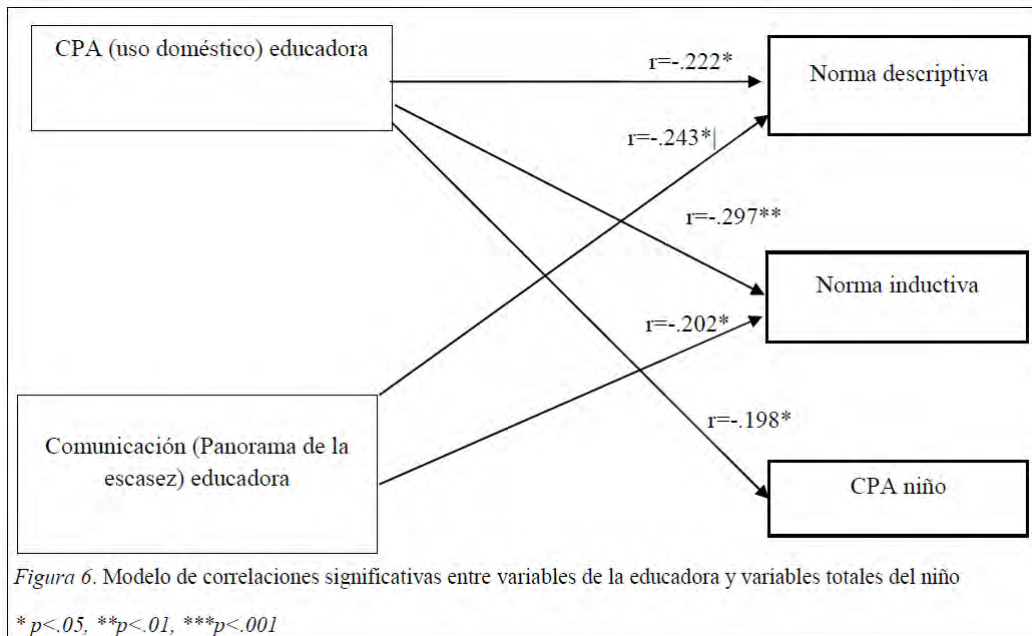 CPA (uso doméstico) educadora
r=-.222*
Norma descriptiva
r=-.243*|
r=-.297**
Norma inductiva
r=-.202*
Comunicación (Panorama de la
escasez) educadora
r=-.198*
CPA niño
Figura 6. Modelo de correlaciones significativas entre variables de la educadora y variables totales del niño
* p<.05, **p<.01, ***p<.001